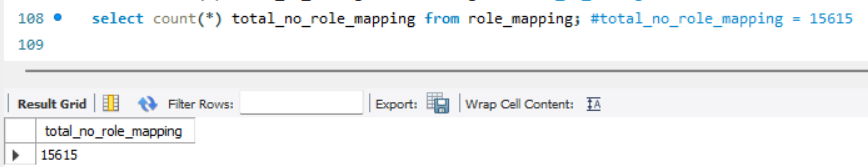 108 select count(*) total_no_role_mapping from role_mapping; #total_no_role_mapping = 15615
109
Result Grid Filter Rows: Export: Wrap Cell Content: IA
total_no_role_mapping
15615